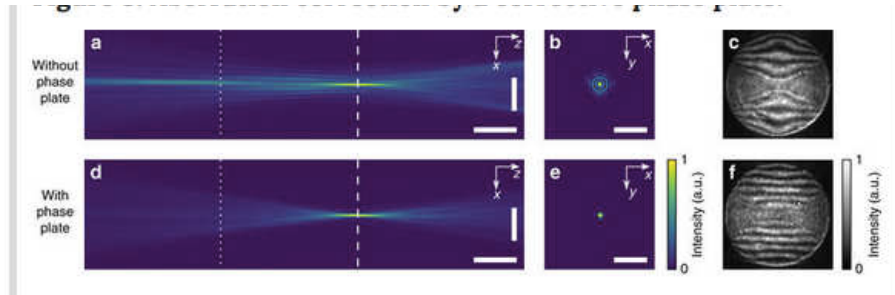 a
z
x
b
x
y
c
Without
phase
plate
d
z
x
e
x
y
1
0
Intensity (a.u.)
f
1
0
Intensity (a.u.)
With
phase
plate